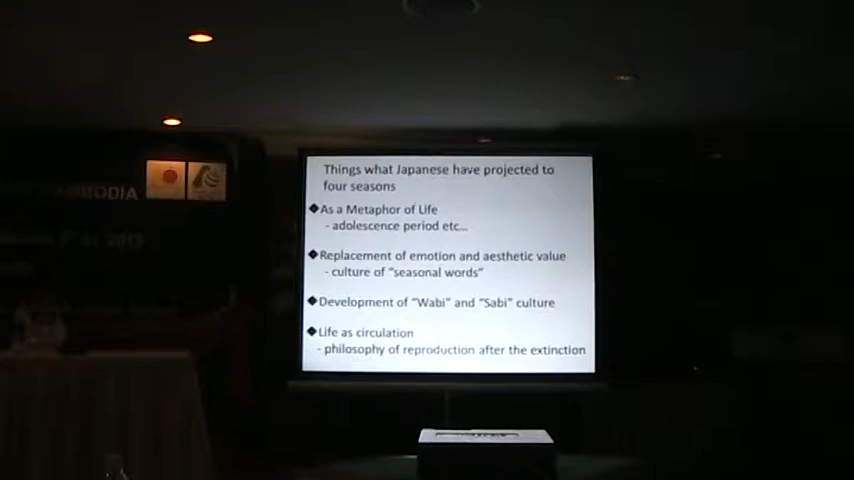 Things what Japanese have projected to
four seasons
◆As a Metaphor of Life
- adolescence period etc...
◆Replacement of emotion and aesthetic value
- culture of "seasonal words"
◆Development of "Wabi" and "Sabi" culture
◆Life as circulation
- philosophy of reproduction after the extinction